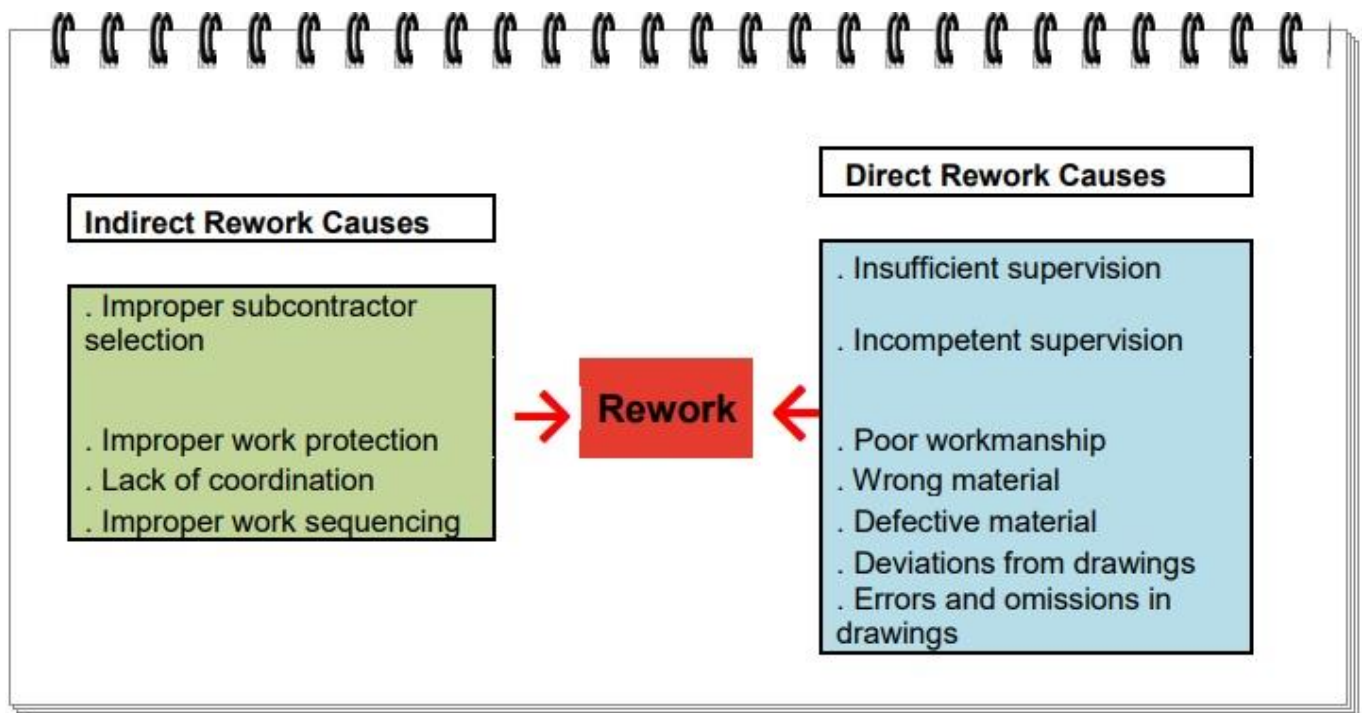 Indirect Rework Causes
. Improper subcontractor
selection
. Improper work protection
. Lack of coordination
. Improper work sequencing
Rework
Direct Rework Causes
. Insufficient supervision
. Incompetent supervision
. Poor workmanship
. Wrong material
. Defective material
. Deviations from drawings
. Errors and omissions in
drawings